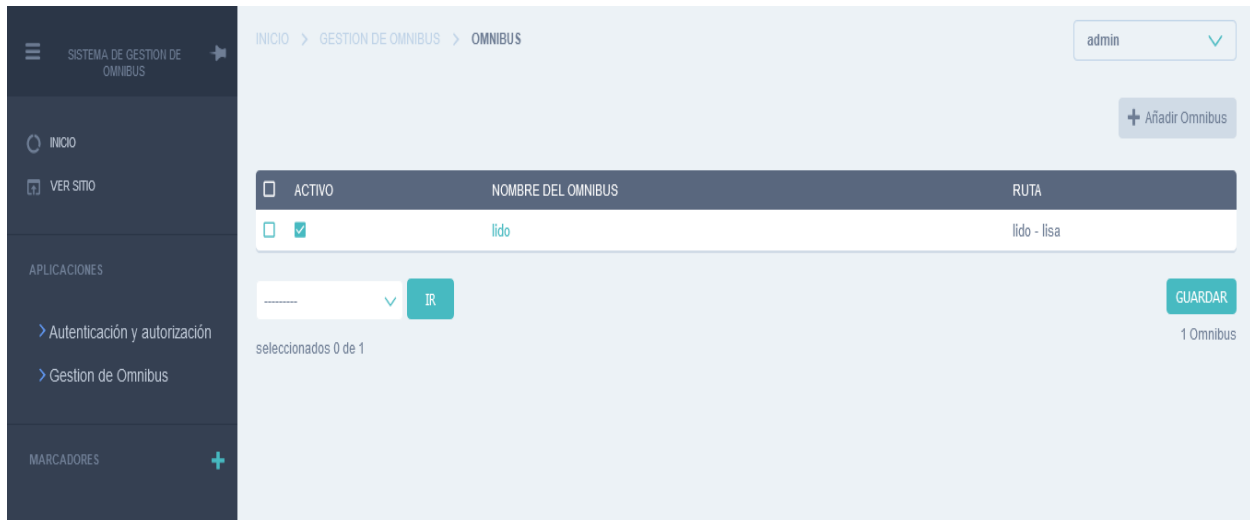 SISTEMA DE GESTION DE
OMNIBUS
INICIO
VER SITIO
APLICACIONES
Autenticación y autorización
Gestion de Omnibus
MARCADORES
INICIO > GESTION DE OMNIBUS > OMNIBUS
admin
Añadir Omnibus
ACTIVO NOMBRE DEL OMNIBUS RUTA
lido lido - lisa
--------- IR GUARDAR
seleccionados 0 de 1
1 Omnibus